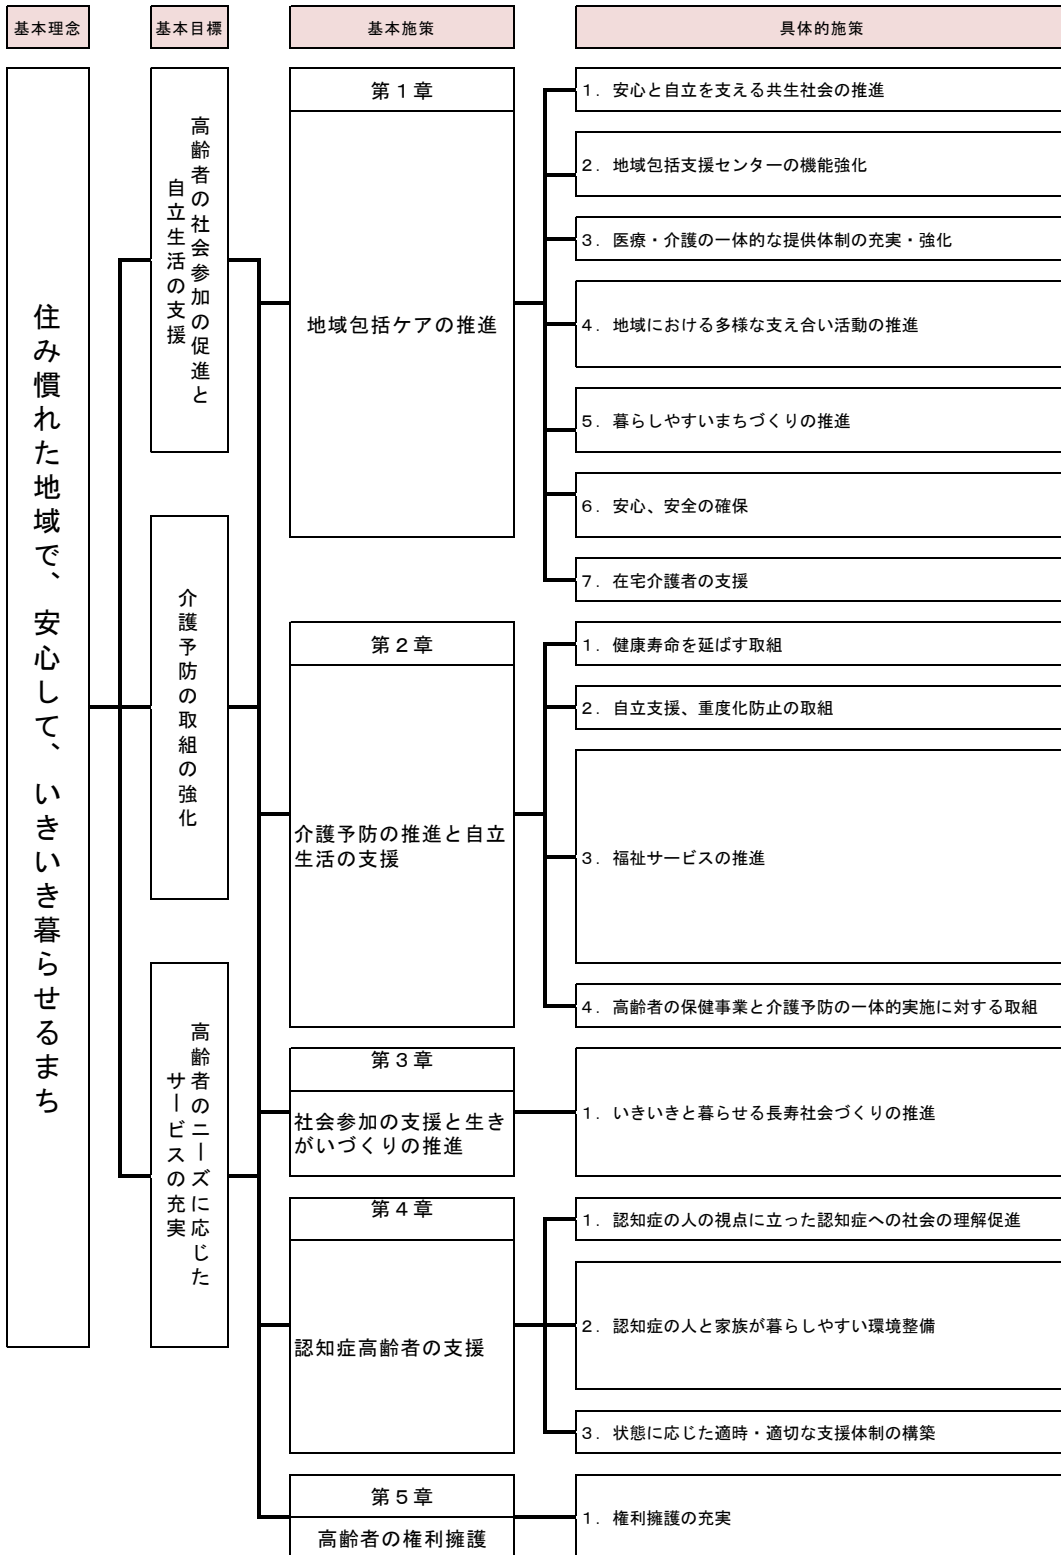 基本理念
基本目標
基本施策
具体的施策
住み慣れた地域で、安心して、いきいき暮らせるまち
高齢者の社会参加の促進と
自立生活の支援
介護予防の取組の強化
高齢者のニーズに応じた
サービスの充実
第１章
地域包括ケアの推進
１．安心と自立を支える共生社会の推進
２．地域包括支援センターの機能強化
３．医療・介護の一体的な提供体制の充実・強化
４．地域における多様な支え合い活動の推進
５．暮らしやすいまちづくりの推進
６．安心、安全の確保
７．在宅介護者の支援
第２章
介護予防の推進と自立
生活の支援
１．健康寿命を延ばす取組
２．自立支援、重度化防止の取組
３．福祉サービスの推進
４．高齢者の保健事業と介護予防の一体的実施に対する取組
第３章
社会参加の支援と生き
がいづくりの推進
１．いきいきと暮らせる長寿社会づくりの推進
第４章
認知症高齢者の支援
１．認知症の人の視点に立った認知症への社会の理解促進
２．認知症の人と家族が暮らしやすい環境整備
３．状態に応じた適時・適切な支援体制の構築
第５章
高齢者の権利擁護
１．権利擁護の充実